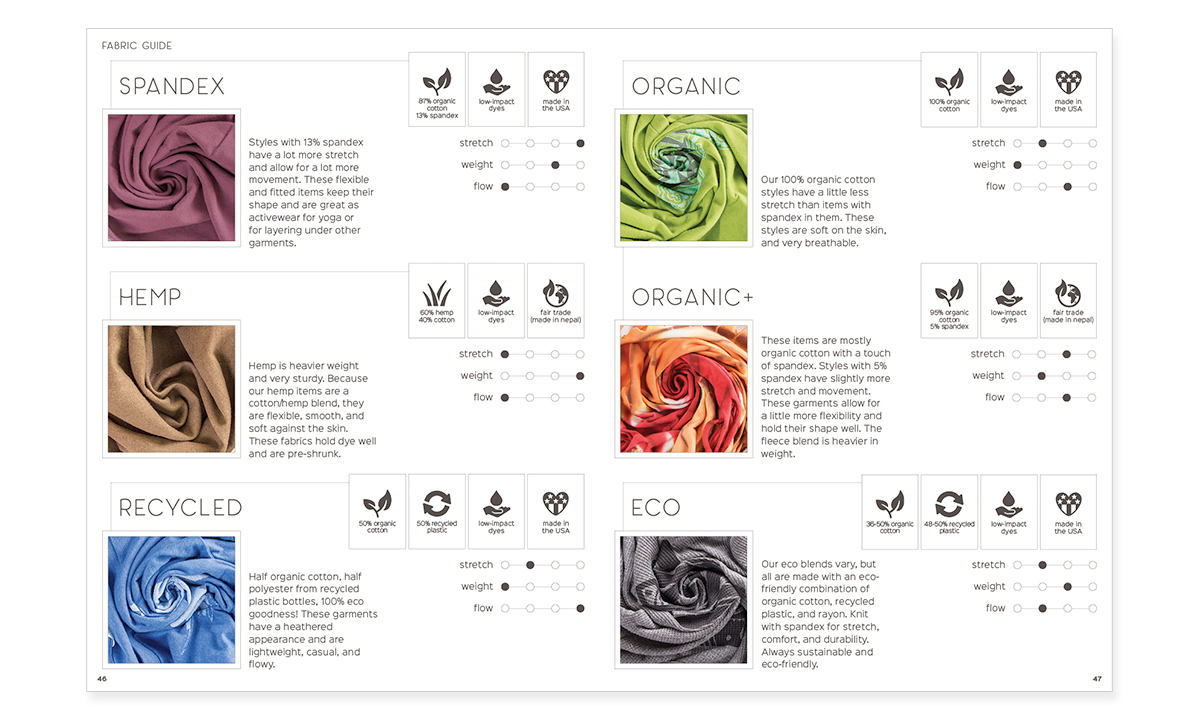 FABRIC GUIDE
SPANDEX
87% organic
cotton
13% spandex
low-impact
dyes
made in
the USA
Styles with 13% spandex
have a lot more stretch
and allow for a lot more
movement. These flexible
and fitted items keep their
shape and are great as
activewear for yoga or
for layering under other
garments.
stretch
weight
flow
HEMP
60% hemp
40% cotton
low-impact
dyes
fair trade
(made in nepal)
Hemp is heavier weight
and very sturdy. Because
our hemp items are a
cotton/hemp blend, they
are flexible, smooth, and
soft against the skin.
These fabrics hold dye well
and are pre-shrunk.
stretch
weight
flow
RECYCLED
50% organic
cotton
50% recycled
plastic
low-impact
dyes
made in
the USA
Half organic cotton, half
polyester from recycled
plastic bottles, 100% eco
goodness! These garments
have a heathered
appearance and are
lightweight, casual, and
flowy.
stretch
weight
flow
46
ORGANIC
100% organic
cotton
low-impact
dyes
made in
the USA
Our 100% organic cotton
styles have a little less
stretch than items with
spandex in them. These
styles are soft on the skin,
and very breathable.
stretch
weight
flow
ORGANIC+
95% organic
cotton
5% spandex
low-impact
dyes
fair trade
(made in nepal)
These items are mostly
organic cotton with a touch
of spandex. Styles with 5%
spandex have slightly more
stretch and movement.
These garments allow for
a little more flexibility and
hold their shape well. The
fleece blend is heavier in
weight.
stretch
weight
flow
ECO
36-50% organic
cotton
48-50% recycled
plastic
low-impact
dyes
made in
the USA
Our eco blends vary, but
all are made with an eco-
friendly combination of
organic cotton, recycled
plastic, and rayon. Knit
with spandex for stretch,
comfort, and durability.
Always sustainable and
eco-friendly.
stretch
weight
flow
47